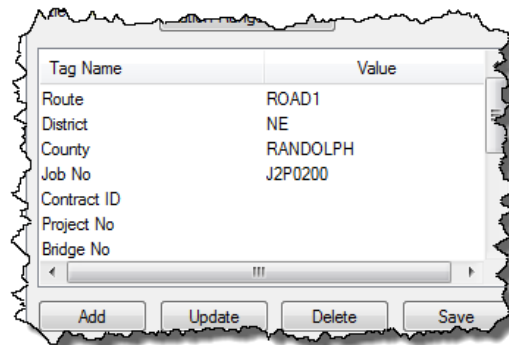 Tag Name Value
Route ROAD1
District NE
County RANDOLPH
Job No J2P0200
Contract ID
Project No
Bridge No
Add Update Delete Save